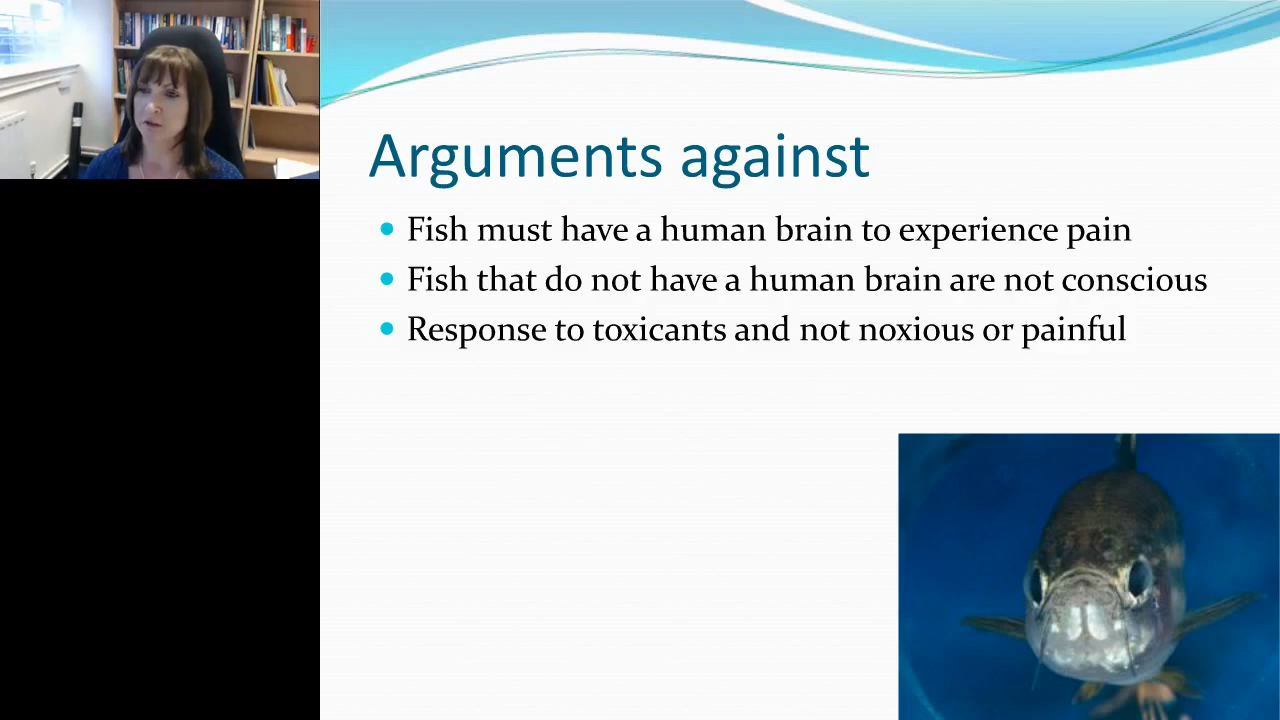 Arguments against
Fish must have a human brain to experience pain
Fish that do not have a human brain are not conscious
Response to toxicants and not noxious or painful